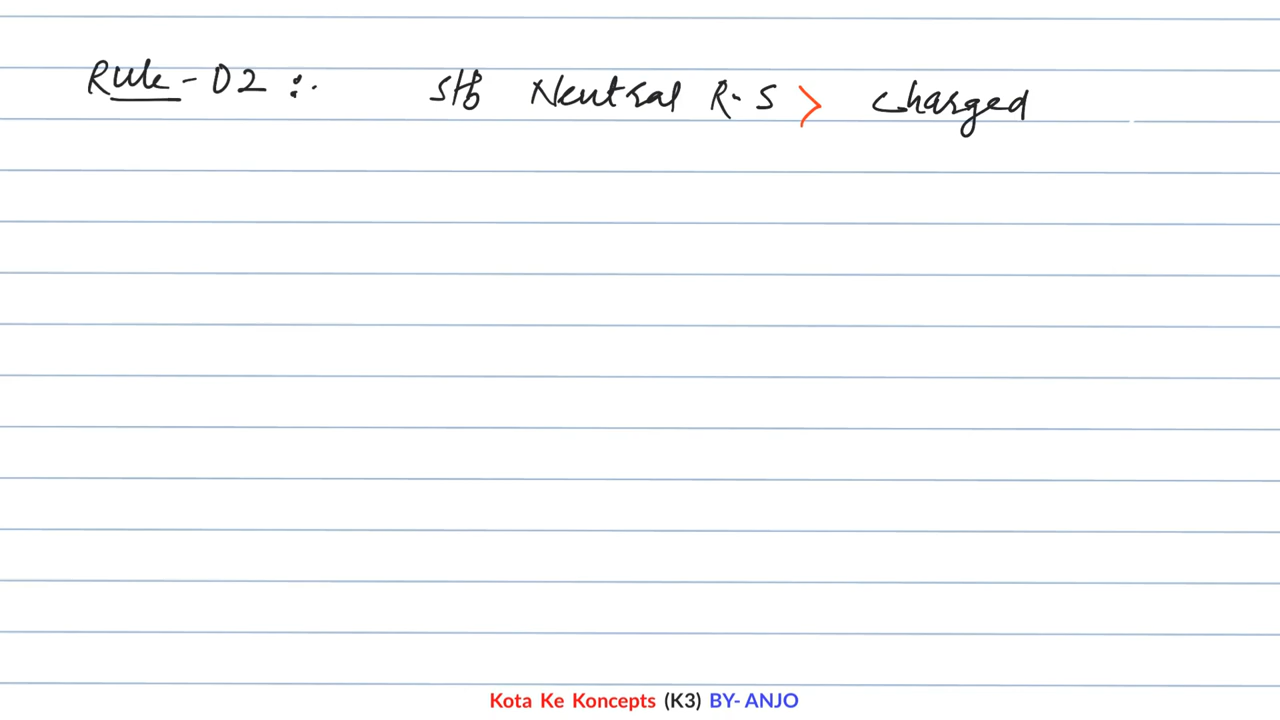 Rule-02 :. stb Neutral R.S > charged
Kota Ke Koncepts (K3) BY- ANJO